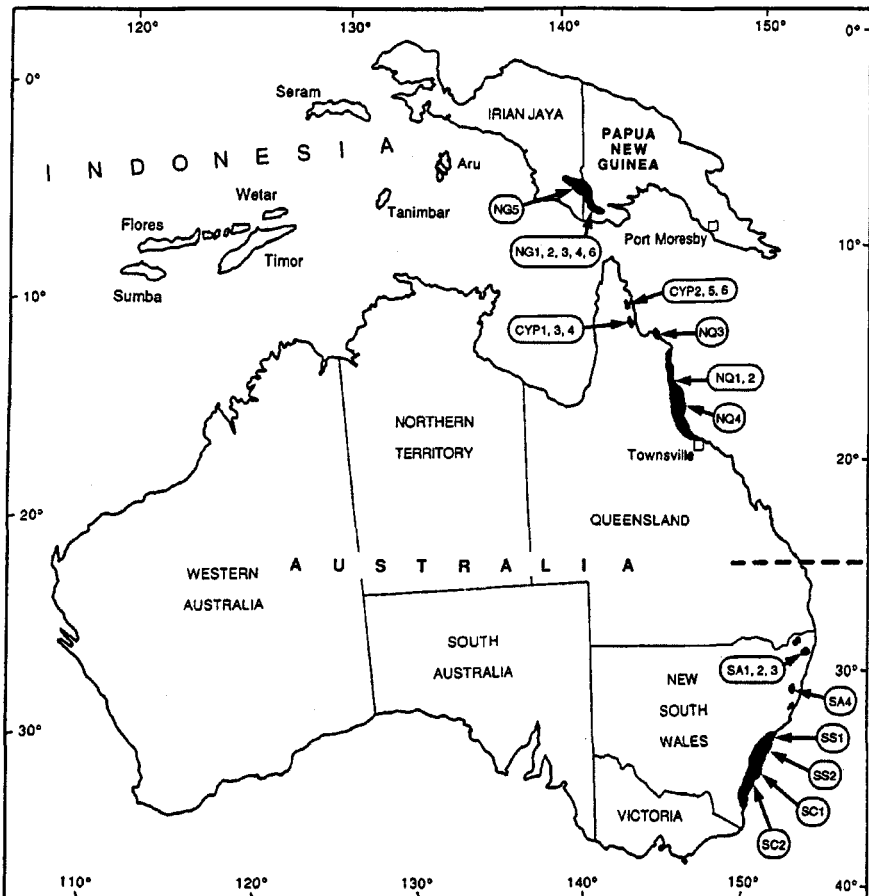 120°
130°
140°
150°
0°
0°
Seram
IRIAN JAYA
PAPUA
NEW
GUINEA
INDONESIA
Aru
Wetar
NG5
Tanimbar
Flores
Port Moresby
NG1, 2, 3, 4, 6
Timor
10°
Sumba
10°
CYP2, 5, 6
CYP1, 3, 4
NQ3
NQ1, 2
NORTHERN
TERRITORY
NQ4
Townsville
20°
20°
QUEENSLAND
AUSTRALIA
WESTERN
AUSTRALIA
SOUTH
AUSTRALIA
SA1, 2, 3
30°
NEW
SOUTH
WALES
SA4
30°
SS1
SS2
VICTORIA
SC1
SC2
110°
120°
130°
140°
150°
40°